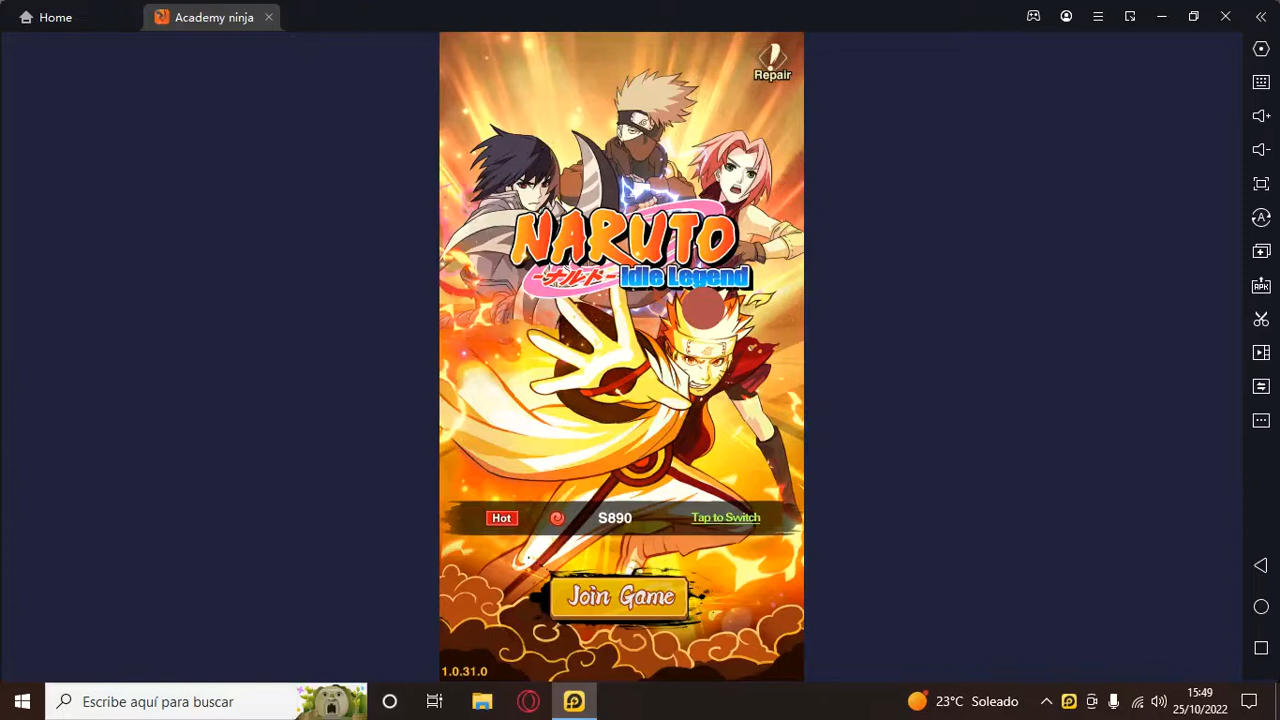 Home
Academy ninja
Repair
NARUTO
-ナルト- Idle Legend
Hot S890 Tap to Switch
Join Game
1.0.31.0
APK
Escribe aquí para buscar
23°C Soleado
15:49
25/10/2022